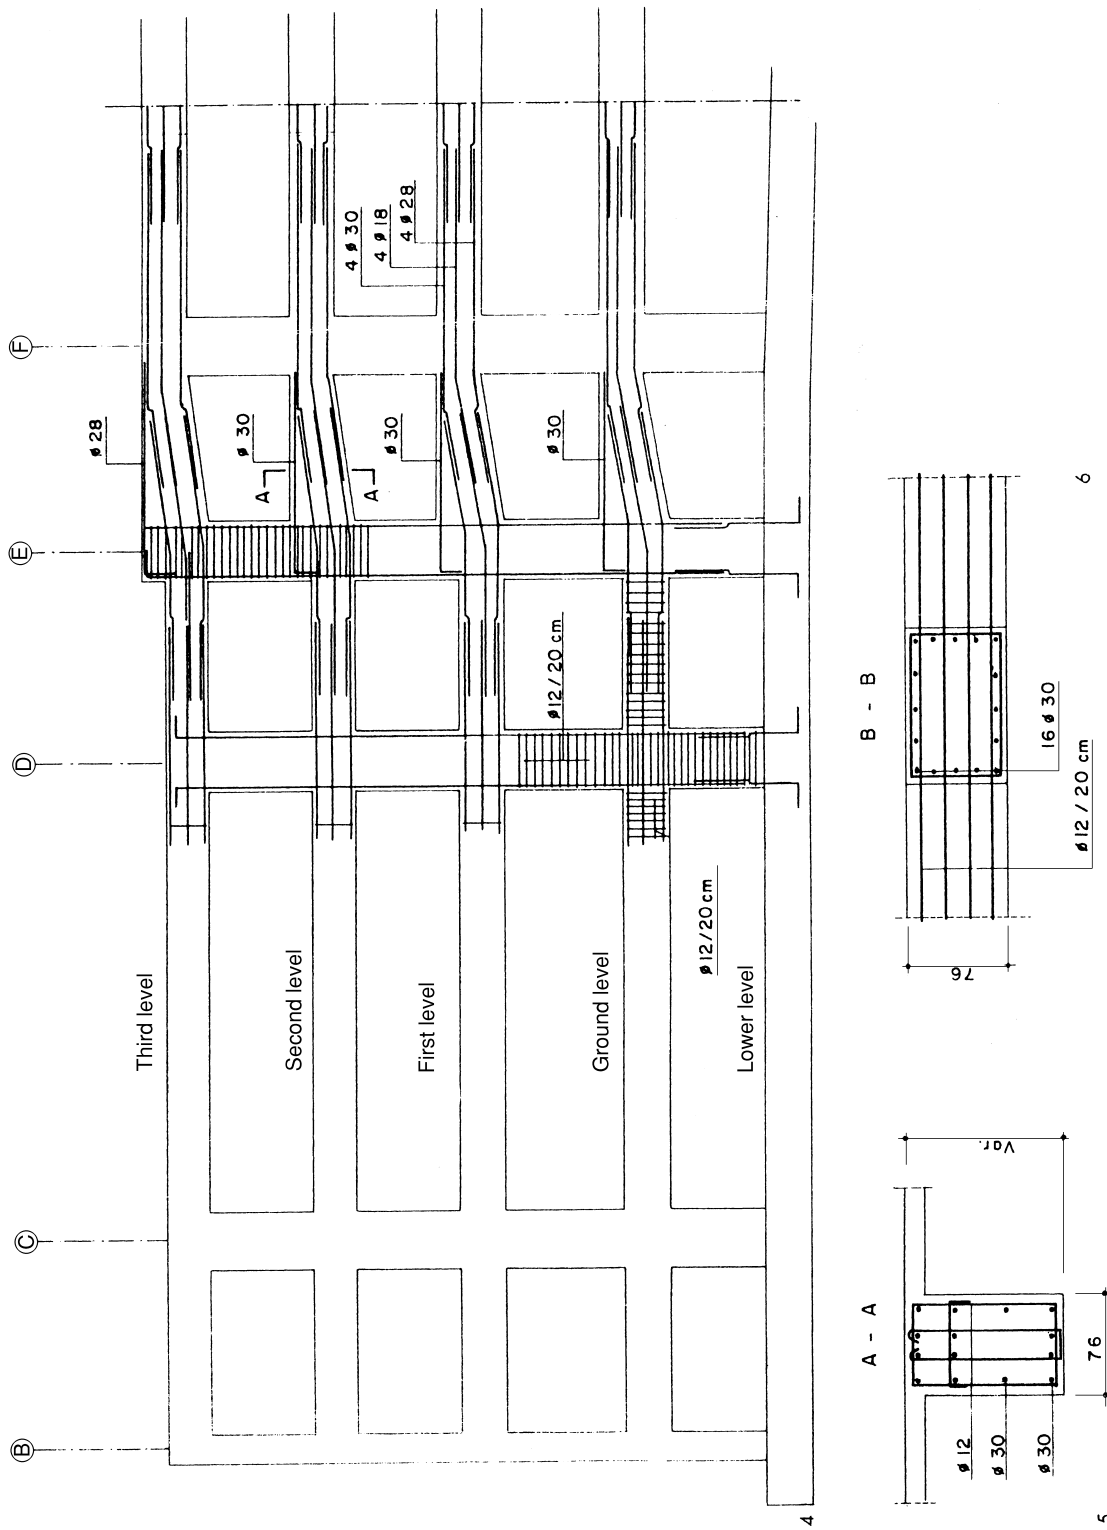 B
C
D
E
F
ø 28
ø 30
A
A
ø 30
ø 30
4 ø 30
4 ø 18
4 ø 28
ø 12 / 20 cm
ø 12 / 20 cm
Third level
Second level
First level
Ground level
Lower level
4
A - A
Var.
76
ø 12
ø 30
ø 30
5
B - B
76
16 ø 30
ø 12 / 20 cm
6